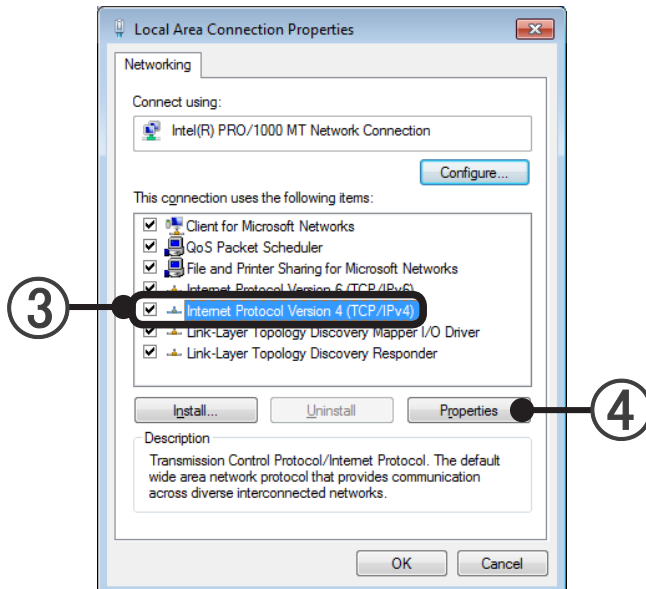 Local Area Connection Properties
Networking
Connect using:
Intel(R) PRO/1000 MT Network Connection
Configure...
This connection uses the following items:
Client for Microsoft Networks
QoS Packet Scheduler
File and Printer Sharing for Microsoft Networks
Internet Protocol Version 6 (TCP/IPv6)
③ Internet Protocol Version 4 (TCP/IPv4)
Link-Layer Topology Discovery Mapper I/O Driver
Link-Layer Topology Discovery Responder
Install... Uninstall Properties ④
Description
Transmission Control Protocol/Internet Protocol. The default
wide area network protocol that provides communication
across diverse interconnected networks.
OK Cancel